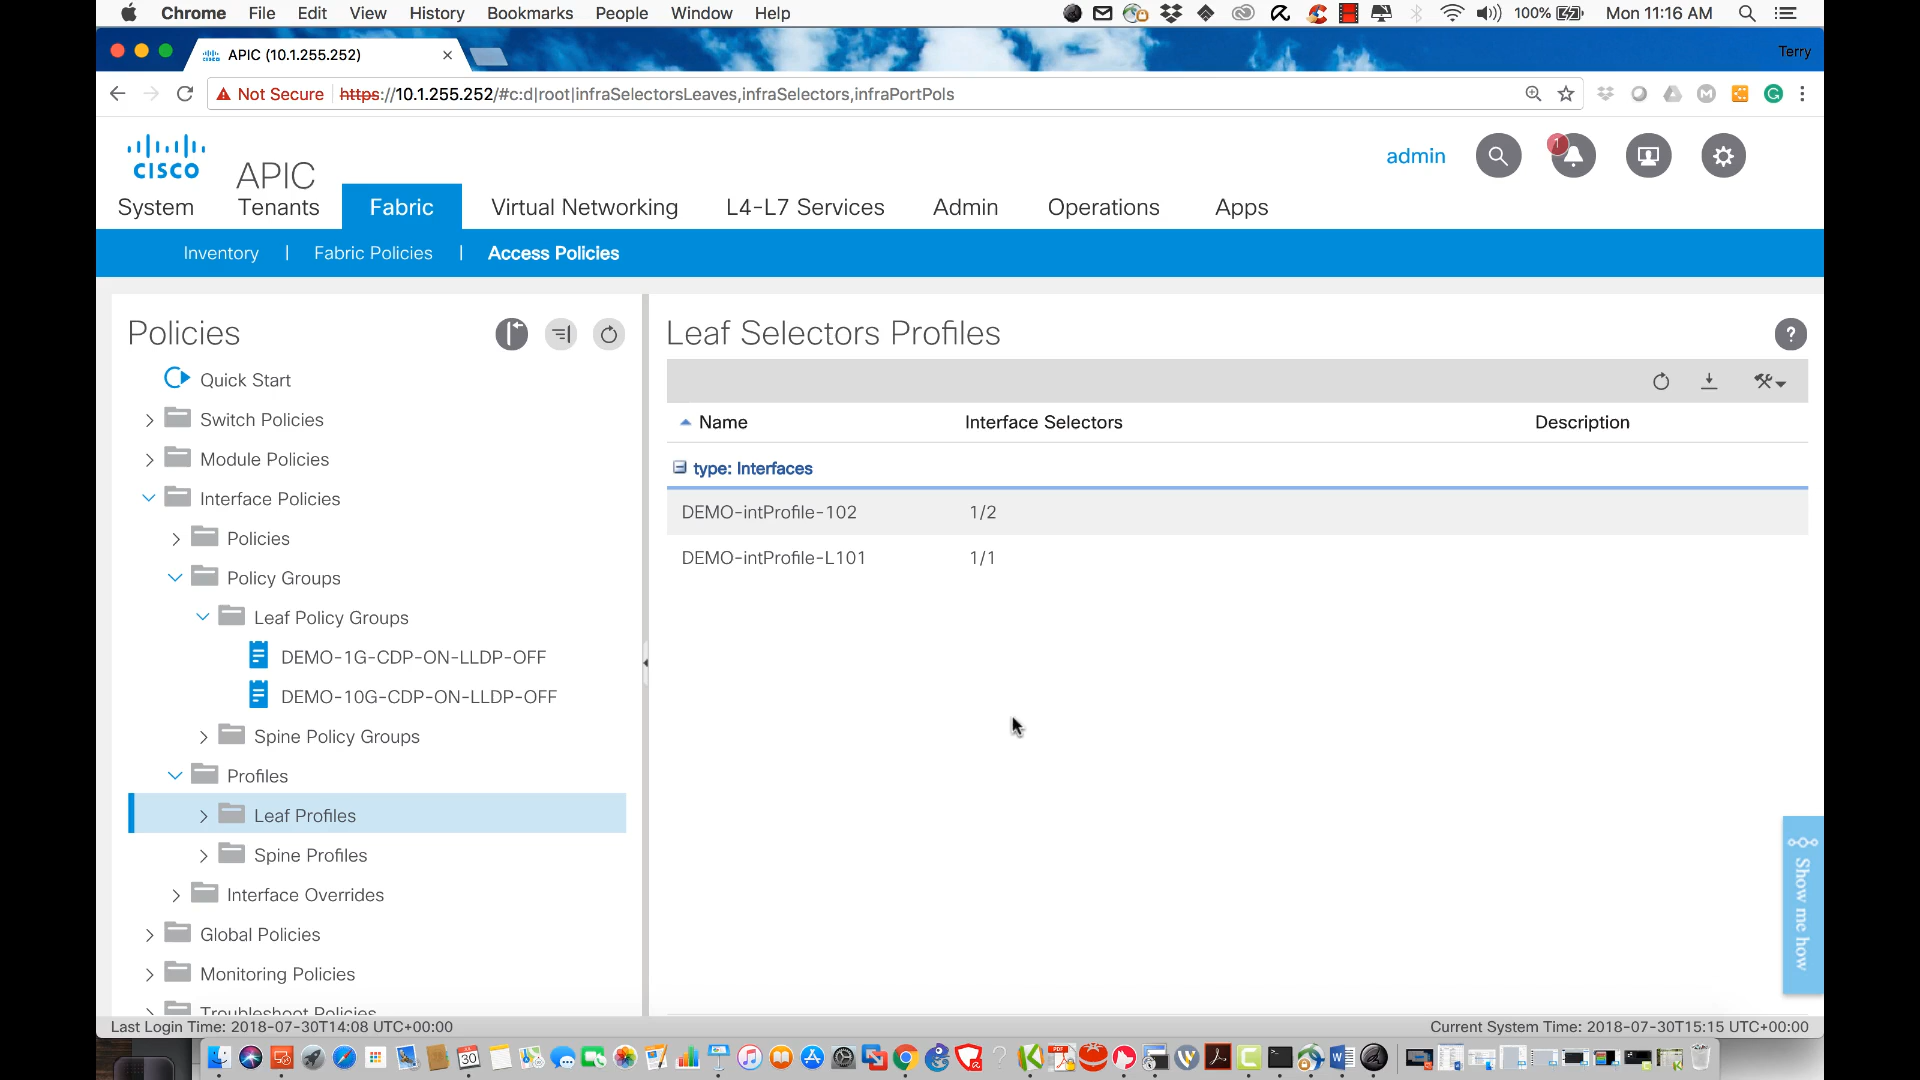 Chrome File Edit View History Bookmarks People Window Help 100% Mon 11:16 AM
APIC (10.1.255.252) Terry
Not Secure https://10.1.255.252/#c:d|root|infraSelectorsLeaves,infraSelectors,infraPortPols
cisco APIC admin 1
System Tenants Fabric Virtual Networking L4-L7 Services Admin Operations Apps
Inventory | Fabric Policies | Access Policies
Policies
Quick Start
Switch Policies
Module Policies
Interface Policies
Policies
Policy Groups
Leaf Policy Groups
DEMO-1G-CDP-ON-LLDP-OFF
DEMO-10G-CDP-ON-LLDP-OFF
Spine Policy Groups
Profiles
Leaf Profiles
Spine Profiles
Interface Overrides
Global Policies
Monitoring Policies
Troubleshoot Policies
Leaf Selectors Profiles ?
Name Interface Selectors Description
type: Interfaces
DEMO-intProfile-102 1/2
DEMO-intProfile-L101 1/1
Show me how
Last Login Time: 2018-07-30T14:08 UTC+00:00 Current System Time: 2018-07-30T15:15 UTC+00:00